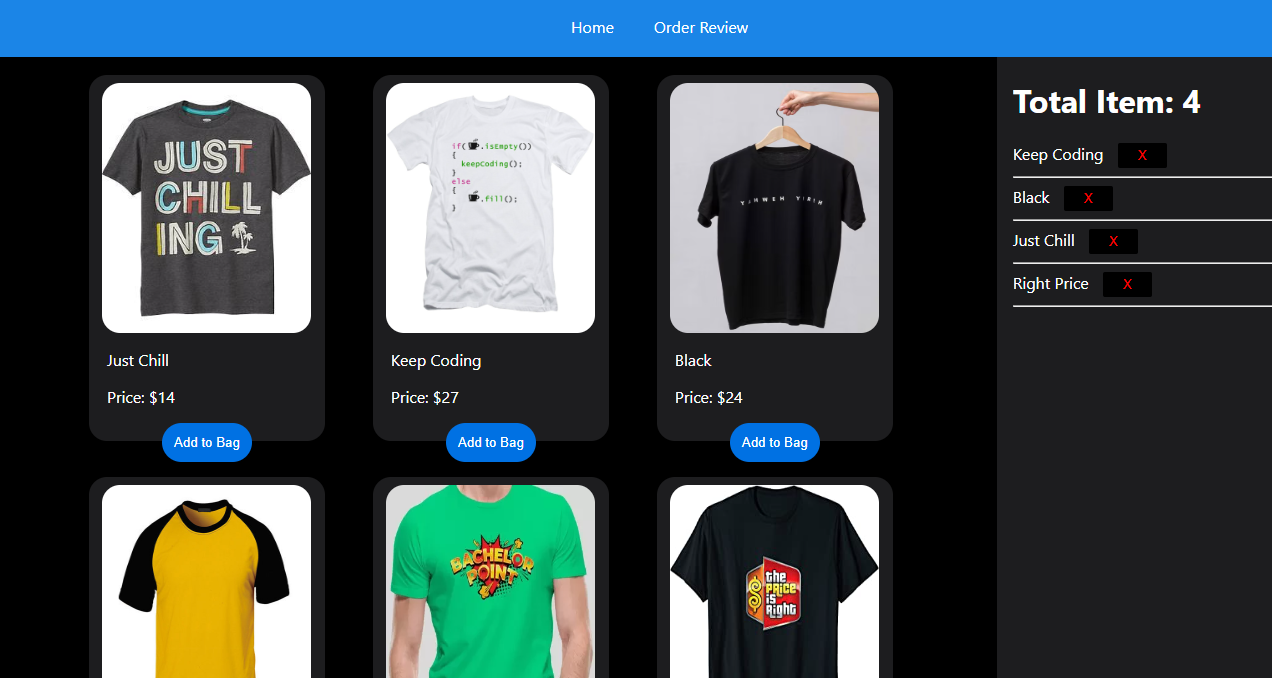 Home
Order Review
JUST
CHILL
ING
Just Chill
Price: $14
Add to Bag
if( .isEmpty())
{
keepCoding();
}
else
{
.fill();
}
Keep Coding
Price: $27
Add to Bag
Black
Price: $24
Add to Bag
BACHELOR
POINT
the
PRICE
is
Right
Total Item: 4
Keep Coding X
Black X
Just Chill X
Right Price X